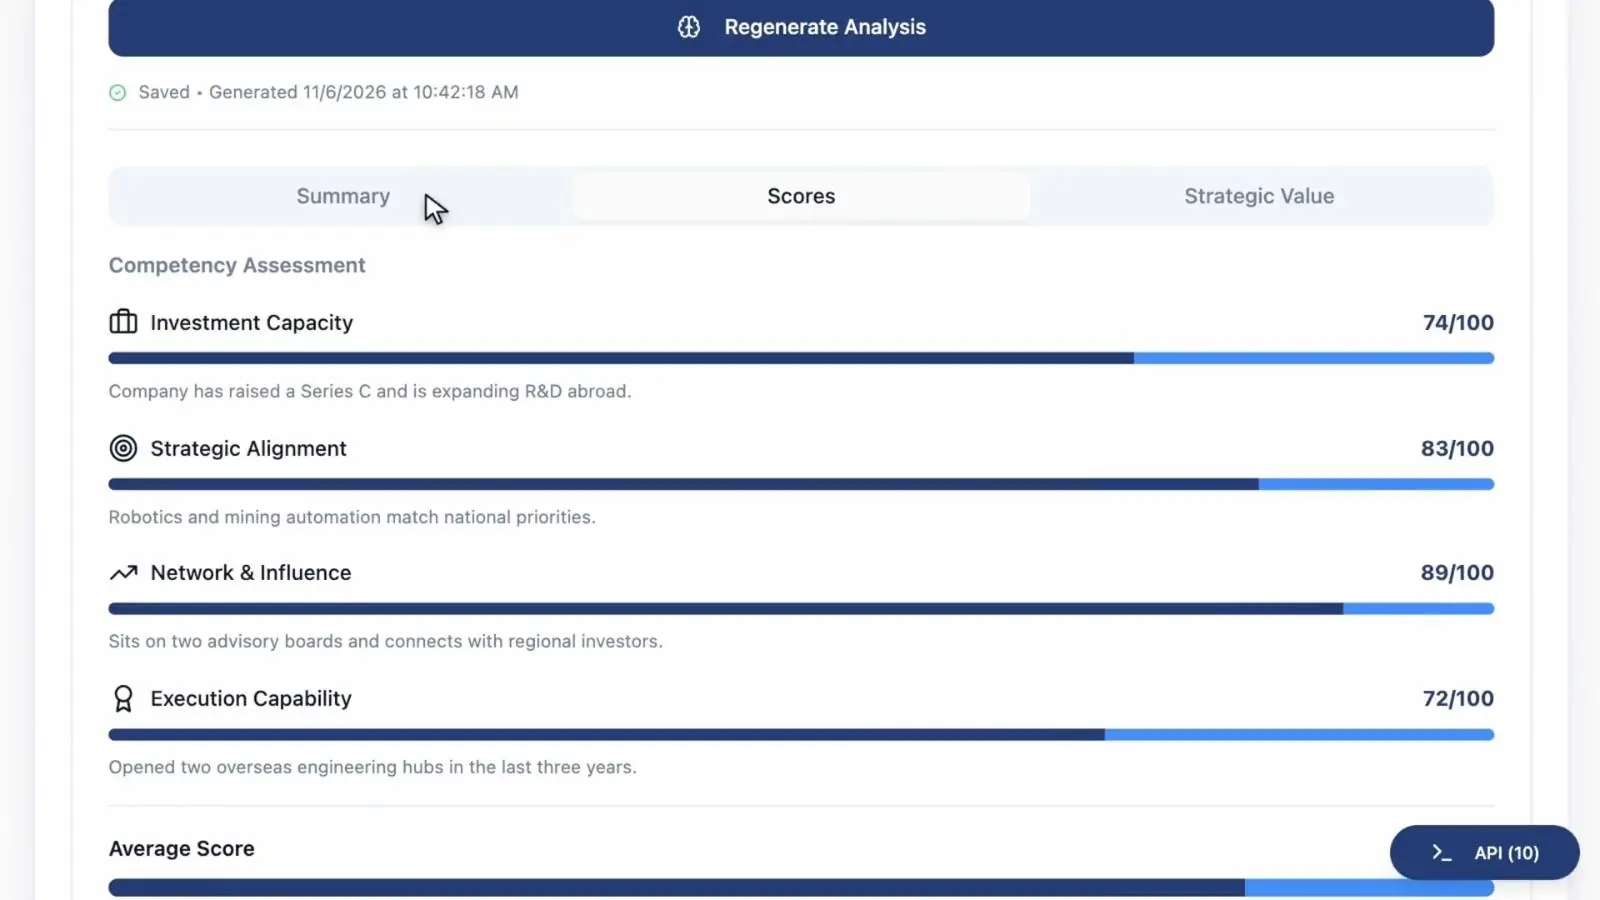 Regenerate Analysis
Saved • Generated 11/6/2026 at 10:42:18 AM
Summary
Scores
Strategic Value
Competency Assessment
Investment Capacity
74/100
Company has raised a Series C and is expanding R&D abroad.
Strategic Alignment
83/100
Robotics and mining automation match national priorities.
Network & Influence
89/100
Sits on two advisory boards and connects with regional investors.
Execution Capability
72/100
Opened two overseas engineering hubs in the last three years.
Average Score
API (10)